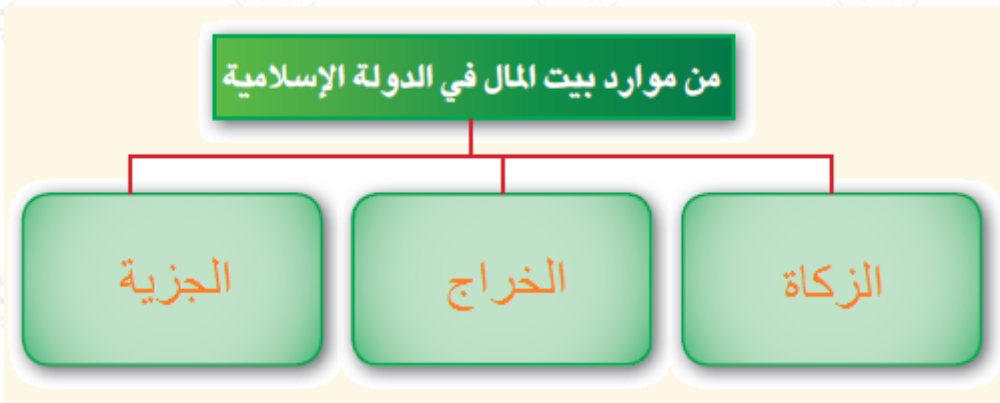 من موارد بيت المال في الدولة الإسلامية
الزكاة
الخراج
الجزية